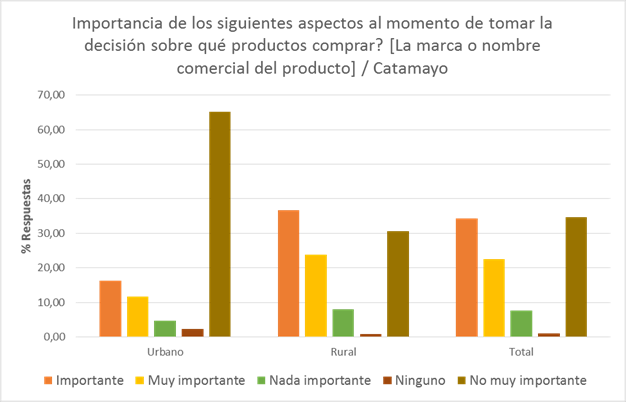 Importancia de los siguientes aspectos al momento de tomar la
decisión sobre qué productos comprar? [La marca o nombre
comercial del producto] / Catamayo
70,00
60,00
50,00
40,00
30,00
20,00
10,00
0,00
% Respuestas
Urbano Rural Total
Importante Muy importante Nada importante Ninguno No muy importante